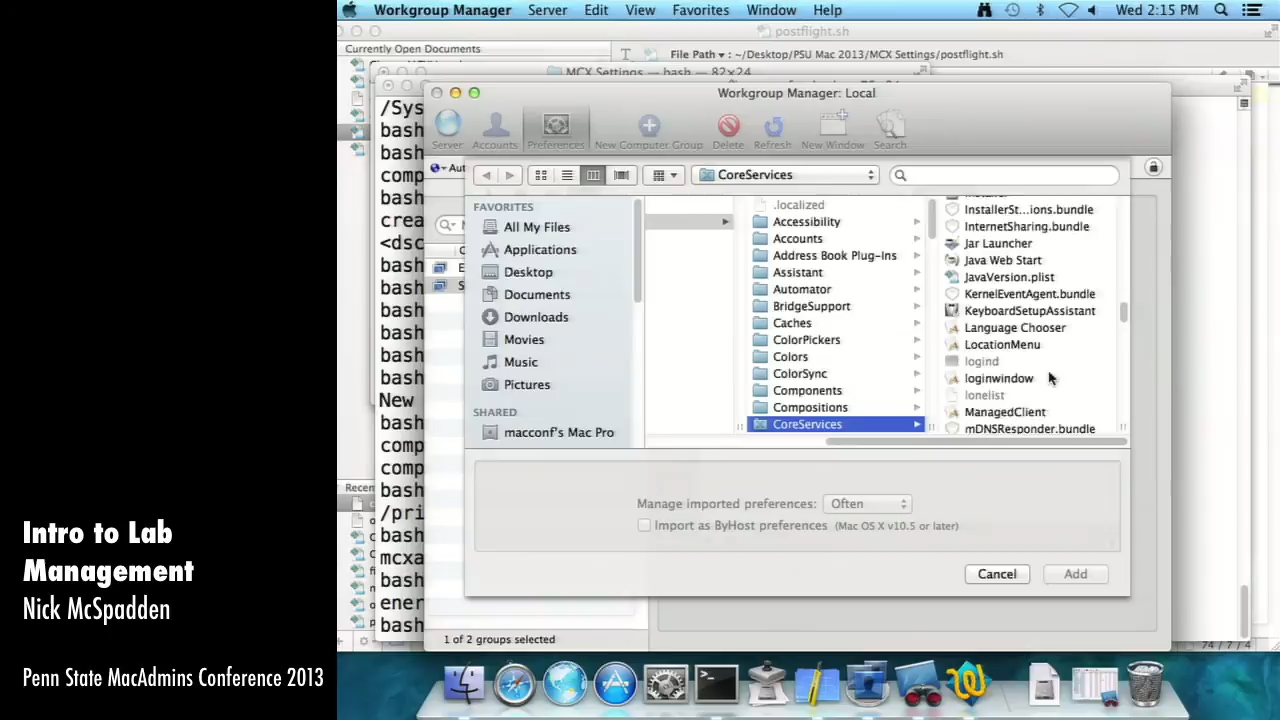 Workgroup Manager Server Edit View Favorites Window Help Wed 2:15 PM
postflight.sh
Currently Open Documents
File Path ▾ : ~/Desktop/PSU Mac 2013/MCX Settings/postflight.sh
MCX Settings — bash — 82×24
Workgroup Manager: Local
Server Accounts Preferences New Computer Group Delete Refresh New Window Search
CoreServices
FAVORITES
All My Files
Applications
Desktop
Documents
Downloads
Movies
Music
Pictures
SHARED
macconf's Mac Pro
.localized
Accessibility
Accounts
Address Book Plug-Ins
Assistant
Automator
BridgeSupport
Caches
ColorPickers
Colors
ColorSync
Components
Compositions
CoreServices
InstallerSt...ions.bundle
InternetSharing.bundle
Jar Launcher
Java Web Start
JavaVersion.plist
KernelEventAgent.bundle
KeyboardSetupAssistant
Language Chooser
LocationMenu
logind
loginwindow
lonelist
ManagedClient
mDNSResponder.bundle
/Sys
bash
bash
comp
bash
crea
<dsc
bash
bash
bash
bash
bash
bash
New
bash
comp
comp
bash
/pri
bash
mcxa
bash
ener
bash
Manage imported preferences: Often
Import as ByHost preferences (Mac OS X v10.5 or later)
Cancel Add
1 of 2 groups selected
Intro to Lab
Management
Nick McSpadden
Penn State MacAdmins Conference 2013